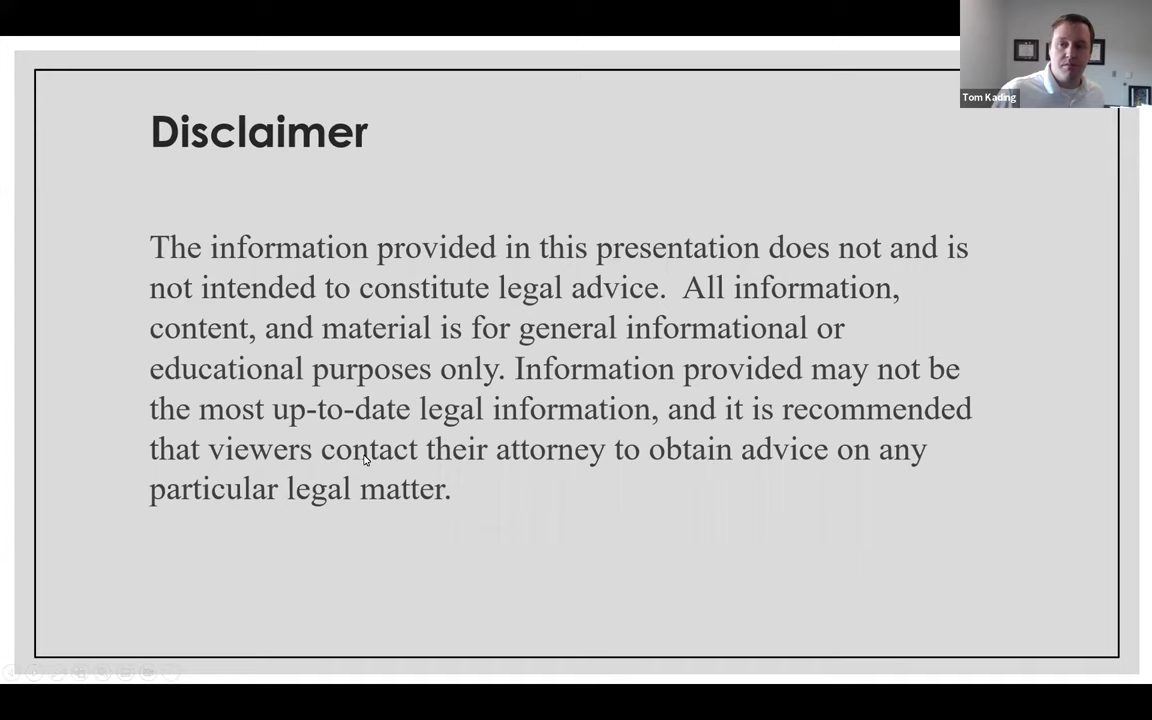 Tom Kading
Disclaimer
The information provided in this presentation does not and is
not intended to constitute legal advice.  All information,
content, and material is for general informational or
educational purposes only. Information provided may not be
the most up-to-date legal information, and it is recommended
that viewers contact their attorney to obtain advice on any
particular legal matter.